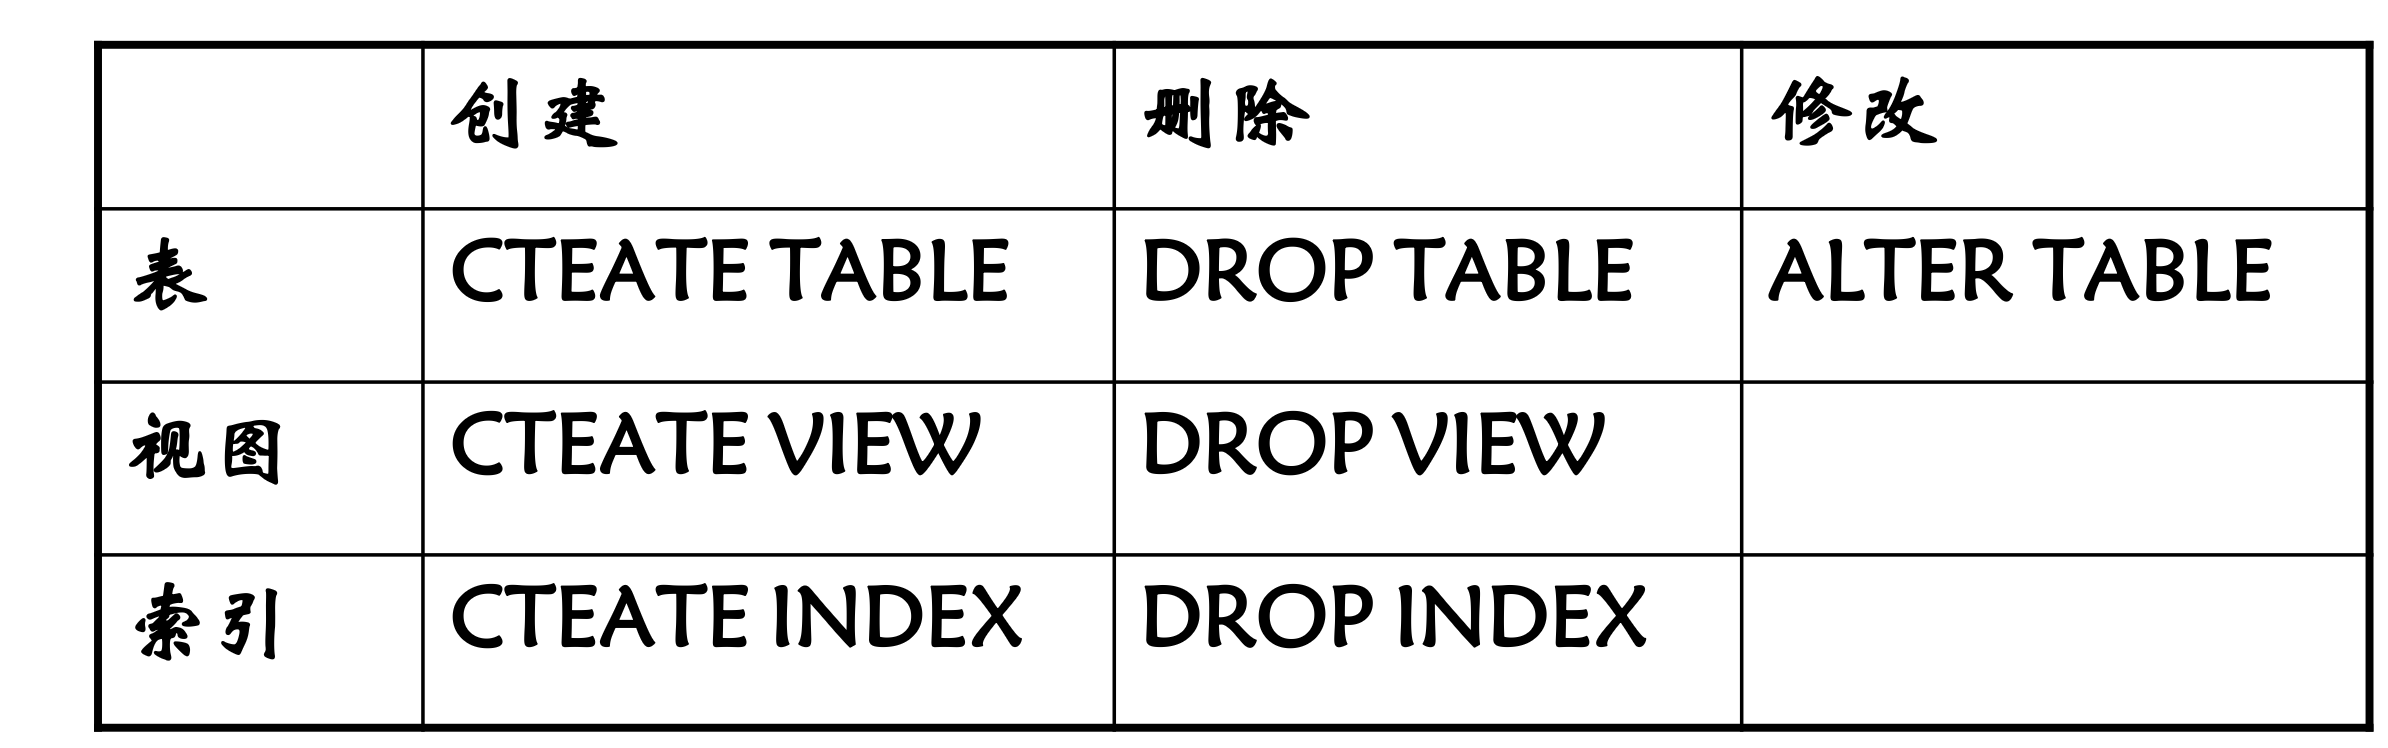 创建 删除 修改
表 CTEATE TABLE DROP TABLE ALTER TABLE
视图 CTEATE VIEW DROP VIEW
索引 CTEATE INDEX DROP INDEX